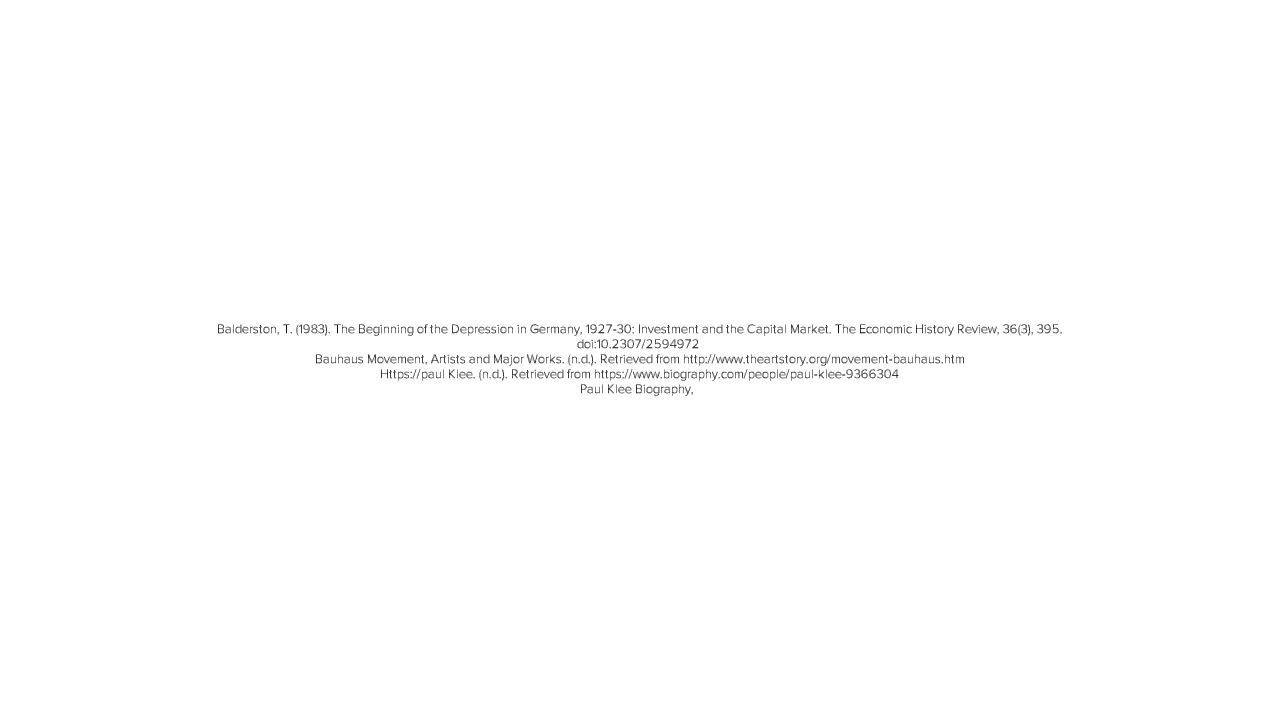 Balderston, T. (1983). The Beginning of the Depression in Germany, 1927-30: Investment and the Capital Market. The Economic History Review, 36(3), 395.
doi:10.2307/2594972
Bauhaus Movement, Artists and Major Works. (n.d.). Retrieved from http://www.theartstory.org/movement-bauhaus.htm
Https://paul Klee. (n.d.). Retrieved from https://www.biography.com/people/paul-klee-9366304
Paul Klee Biography,